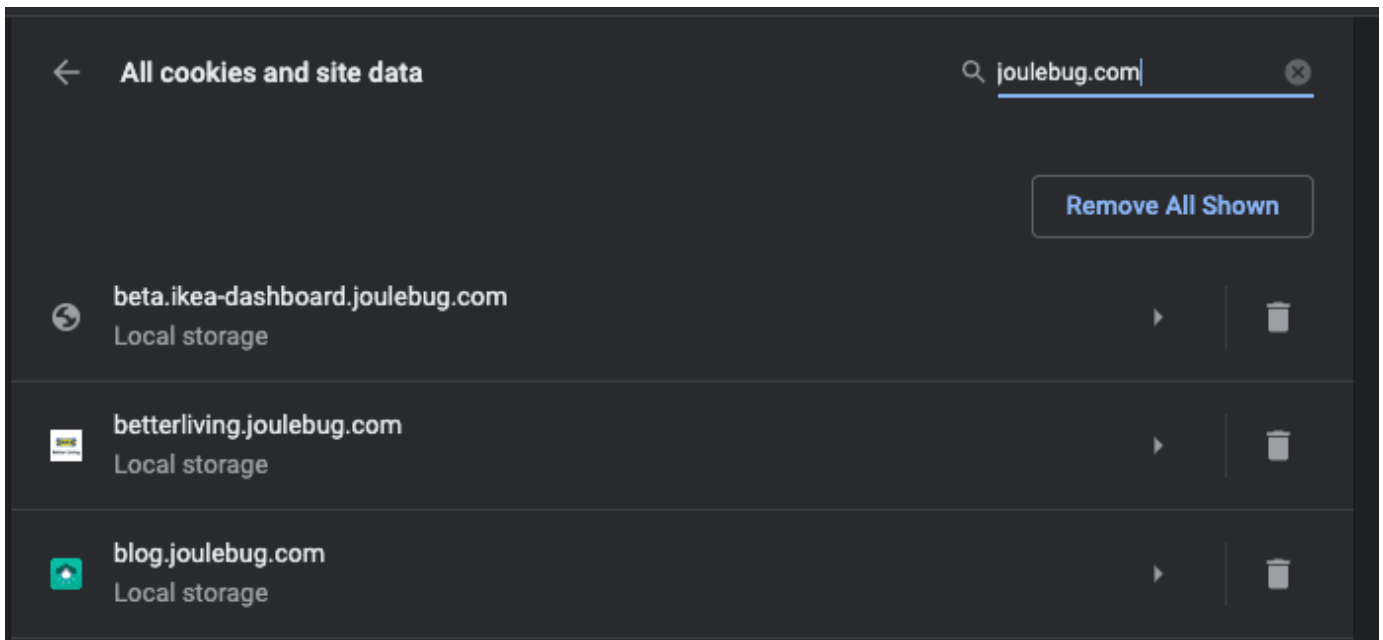 All cookies and site data
joulebug.com
Remove All Shown
beta.ikea-dashboard.joulebug.com
Local storage
betterliving.joulebug.com
Local storage
blog.joulebug.com
Local storage